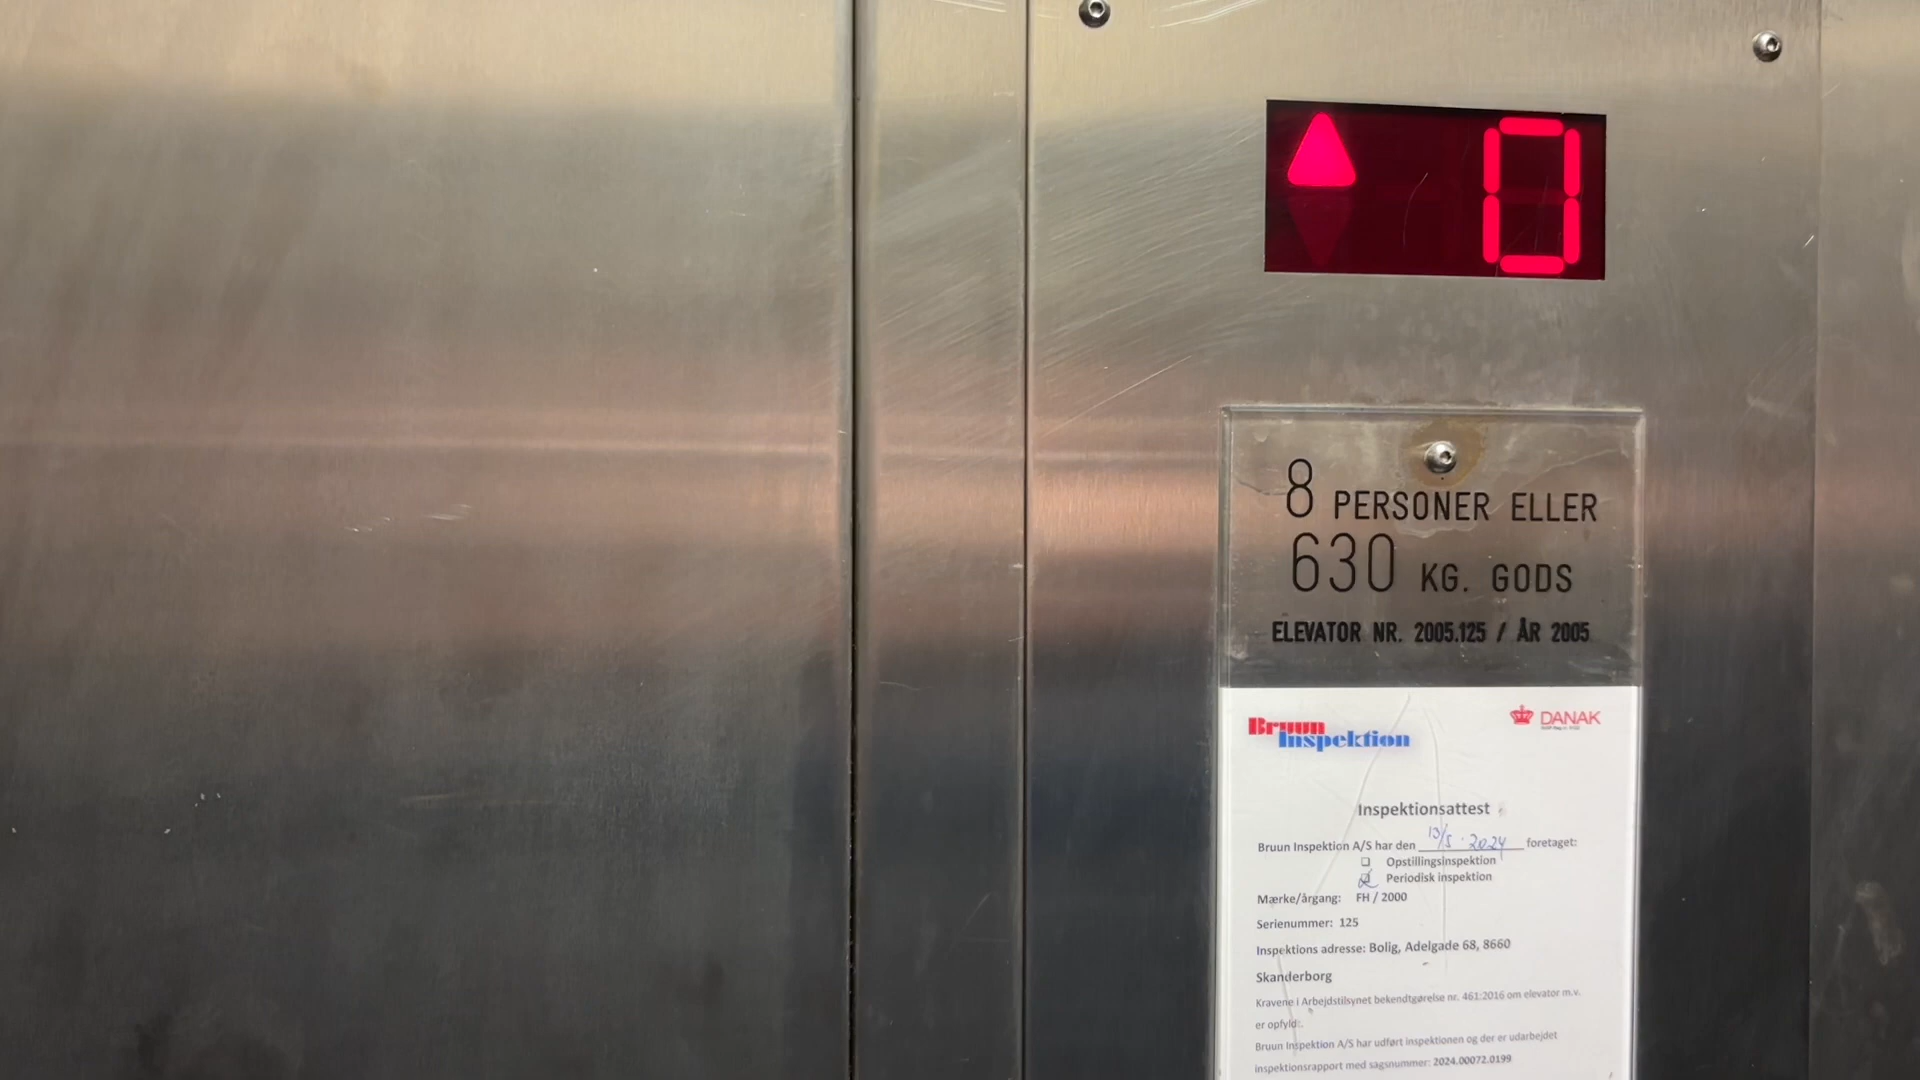 0
8 PERSONER ELLER
630 KG. GODS
ELEVATOR NR. 2005.125 / ÅR 2005
Bruun
Inspektion
DANAK
Inspektionsattest
Bruun Inspektion A/S har den 13/5 · 2024 foretaget:
Opstillingsinspektion
Periodisk inspektion
Mærke/årgang: FH / 2000
Serienummer: 125
Inspektions adresse: Bolig, Adelgade 68, 8660
Skanderborg
Kravene i Arbejdstilsynet bekendtgørelse nr. 461:2016 om elevator m.v.
er opfyldt.
Bruun Inspektion A/S har udført inspektionen og der er udarbejdet
inspektionsrapport med sagsnummer: 2024.00072.0199